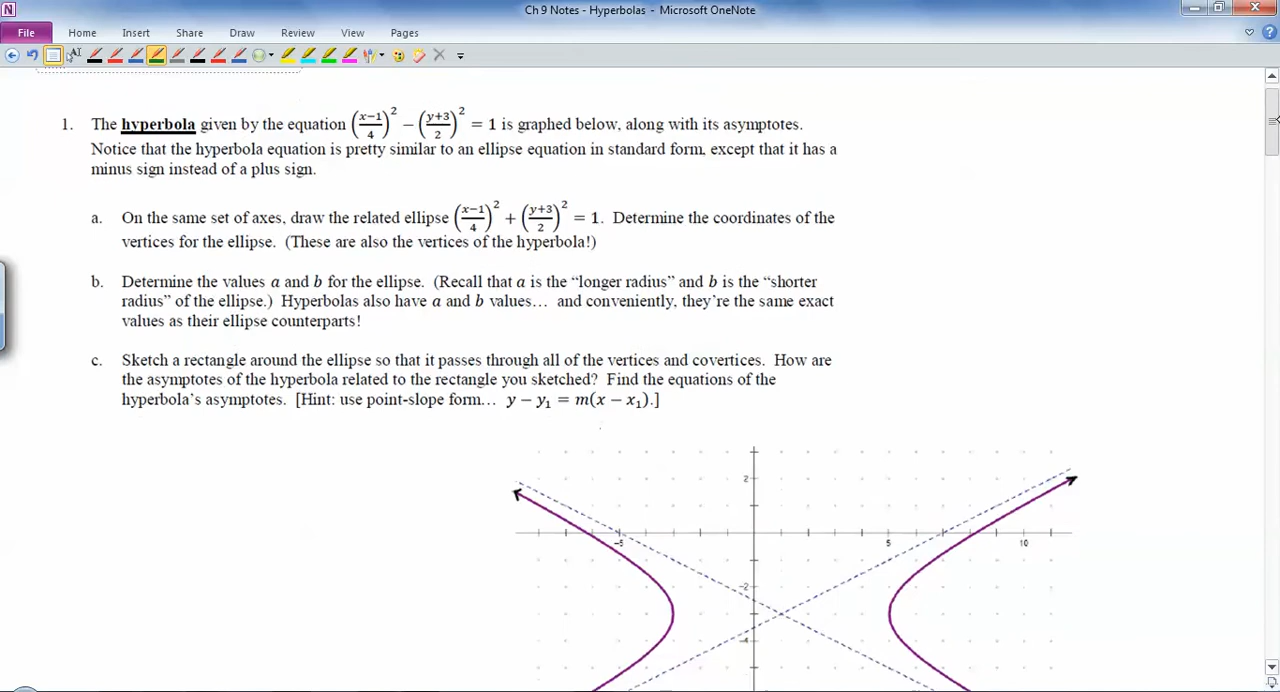 Ch 9 Notes - Hyperbolas - Microsoft OneNote
File Home Insert Share Draw Review View Pages
1. The hyperbola given by the equation ((x−1)/4)² − ((y+3)/2)² = 1 is graphed below, along with its asymptotes.
Notice that the hyperbola equation is pretty similar to an ellipse equation in standard form, except that it has a
minus sign instead of a plus sign.
a. On the same set of axes, draw the related ellipse ((x−1)/4)² + ((y+3)/2)² = 1. Determine the coordinates of the
vertices for the ellipse. (These are also the vertices of the hyperbola!)
b. Determine the values a and b for the ellipse. (Recall that a is the “longer radius” and b is the “shorter
radius” of the ellipse.) Hyperbolas also have a and b values… and conveniently, they’re the same exact
values as their ellipse counterparts!
c. Sketch a rectangle around the ellipse so that it passes through all of the vertices and covertices. How are
the asymptotes of the hyperbola related to the rectangle you sketched? Find the equations of the
hyperbola’s asymptotes. [Hint: use point-slope form… y − y₁ = m(x − x₁).]
2
-5 5 10
-2
-4